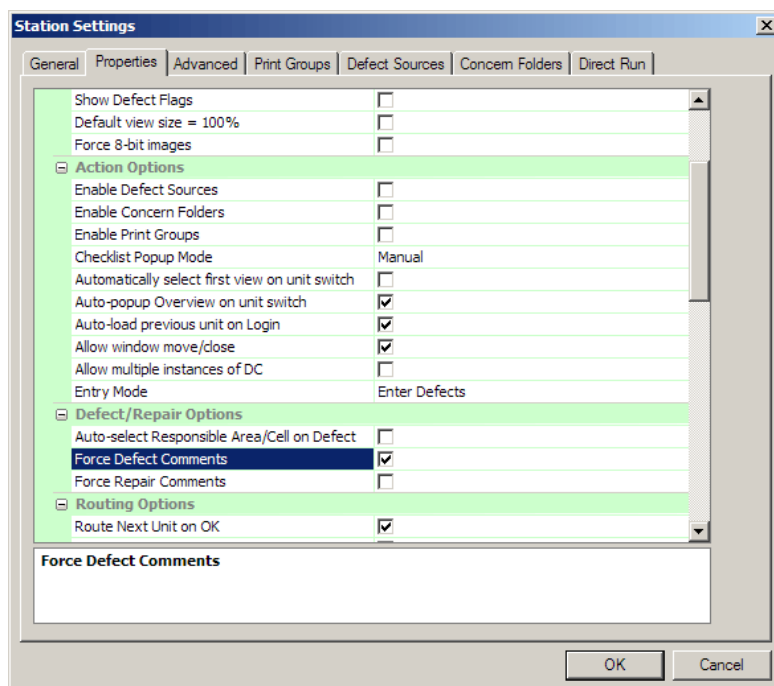 Station Settings
General Properties Advanced Print Groups Defect Sources Concern Folders Direct Run
Show Defect Flags
Default view size = 100%
Force 8-bit images
Action Options
Enable Defect Sources
Enable Concern Folders
Enable Print Groups
Checklist Popup Mode Manual
Automatically select first view on unit switch
Auto-popup Overview on unit switch
Auto-load previous unit on Login
Allow window move/close
Allow multiple instances of DC
Entry Mode Enter Defects
Defect/Repair Options
Auto-select Responsible Area/Cell on Defect
Force Defect Comments
Force Repair Comments
Routing Options
Route Next Unit on OK
Force Defect Comments
OK Cancel